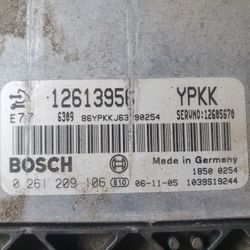 12613956 YPKK
E77 6309 86YPKKJ63 90254 SERVNO:12605670
BOSCH Made in Germany
1850 0254
0 261 209 106 810 06-11-05 1039S19244